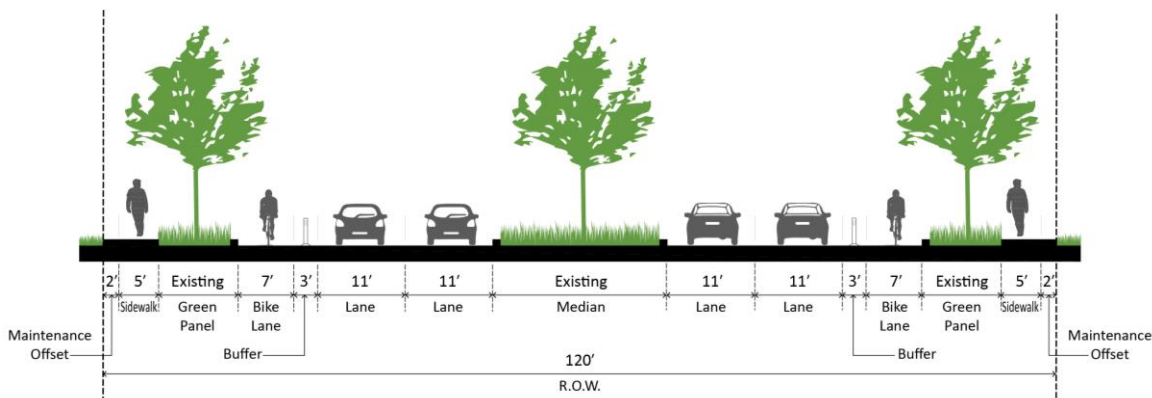 2’ 5’ Existing 7’ 3’ 11’ 11’ Existing 11’ 11’ 3’ 7’ Existing 5’ 2’
Sidewalk Green Bike Lane Lane Median Lane Lane Bike Green Sidewalk
Panel Lane Lane Panel
Maintenance Maintenance
Offset Buffer Buffer Offset
120’
R.O.W.